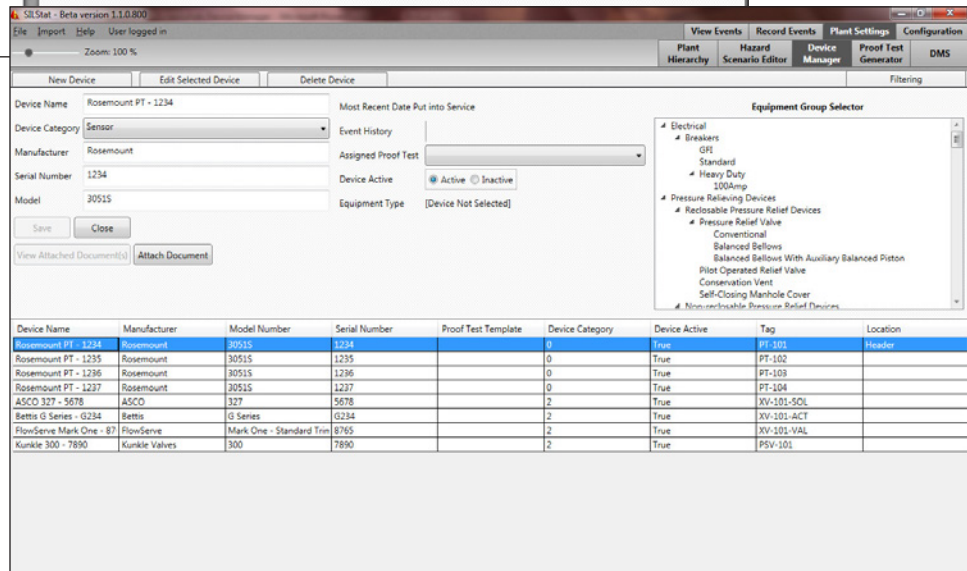 SILStat - Beta version 1.1.0.800
File Import Help User logged in View Events Record Events Plant Settings Configuration
Zoom: 100 % Plant Hierarchy Hazard Scenario Editor Device Manager Proof Test Generator DMS
New Device Edit Selected Device Delete Device Filtering
Device Name Rosemount PT - 1234 Most Recent Date Put into Service Equipment Group Selector
Device Category Sensor Event History
Manufacturer Rosemount Assigned Proof Test
Serial Number 1234 Device Active Active Inactive
Model 3051S Equipment Type [Device Not Selected]
Save Close
View Attached Document(s) Attach Document
Electrical
Breakers
GFI
Standard
Heavy Duty
100Amp
Pressure Relieving Devices
Reclosable Pressure Relief Devices
Pressure Relief Valve
Conventional
Balanced Bellows
Balanced Bellows With Auxiliary Balanced Piston
Pilot Operated Relief Valve
Conservation Vent
Self-Closing Manhole Cover
Non-reclosable Pressure Relief Devices
Device Name Manufacturer Model Number Serial Number Proof Test Template Device Category Device Active Tag Location
Rosemount PT - 1234 Rosemount 3051S 1234 0 True PT-101 Header
Rosemount PT - 1235 Rosemount 3051S 1235 0 True PT-102
Rosemount PT - 1236 Rosemount 3051S 1236 0 True PT-103
Rosemount PT - 1237 Rosemount 3051S 1237 0 True PT-104
ASCO 327 - 5678 ASCO 327 5678 2 True XV-101-SOL
Bettis G Series - G234 Bettis G Series G234 2 True XV-101-ACT
FlowServe Mark One - 87 FlowServe Mark One - Standard Trim 8765 2 True XV-101-VAL
Kunkle 300 - 7890 Kunkle Valves 300 7890 2 True PSV-101